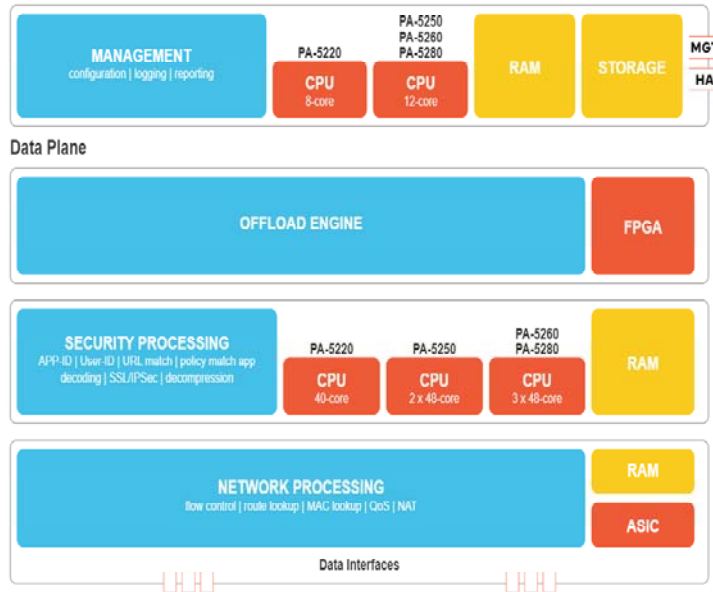 PA-5250
PA-5260
PA-5220 PA-5280
MANAGEMENT
configuration | logging | reporting
CPU
8-core
CPU
12-core
RAM
STORAGE
MGT
HA
Data Plane
OFFLOAD ENGINE
FPGA
SECURITY PROCESSING
APP-ID | User-ID | URL match | policy match app
decoding | SSL/IPSec | decompression
PA-5220
CPU
40-core
PA-5250
CPU
2 x 48-core
PA-5260
PA-5280
CPU
3 x 48-core
RAM
NETWORK PROCESSING
flow control | route lookup | MAC lookup | QoS | NAT
RAM
ASIC
Data Interfaces